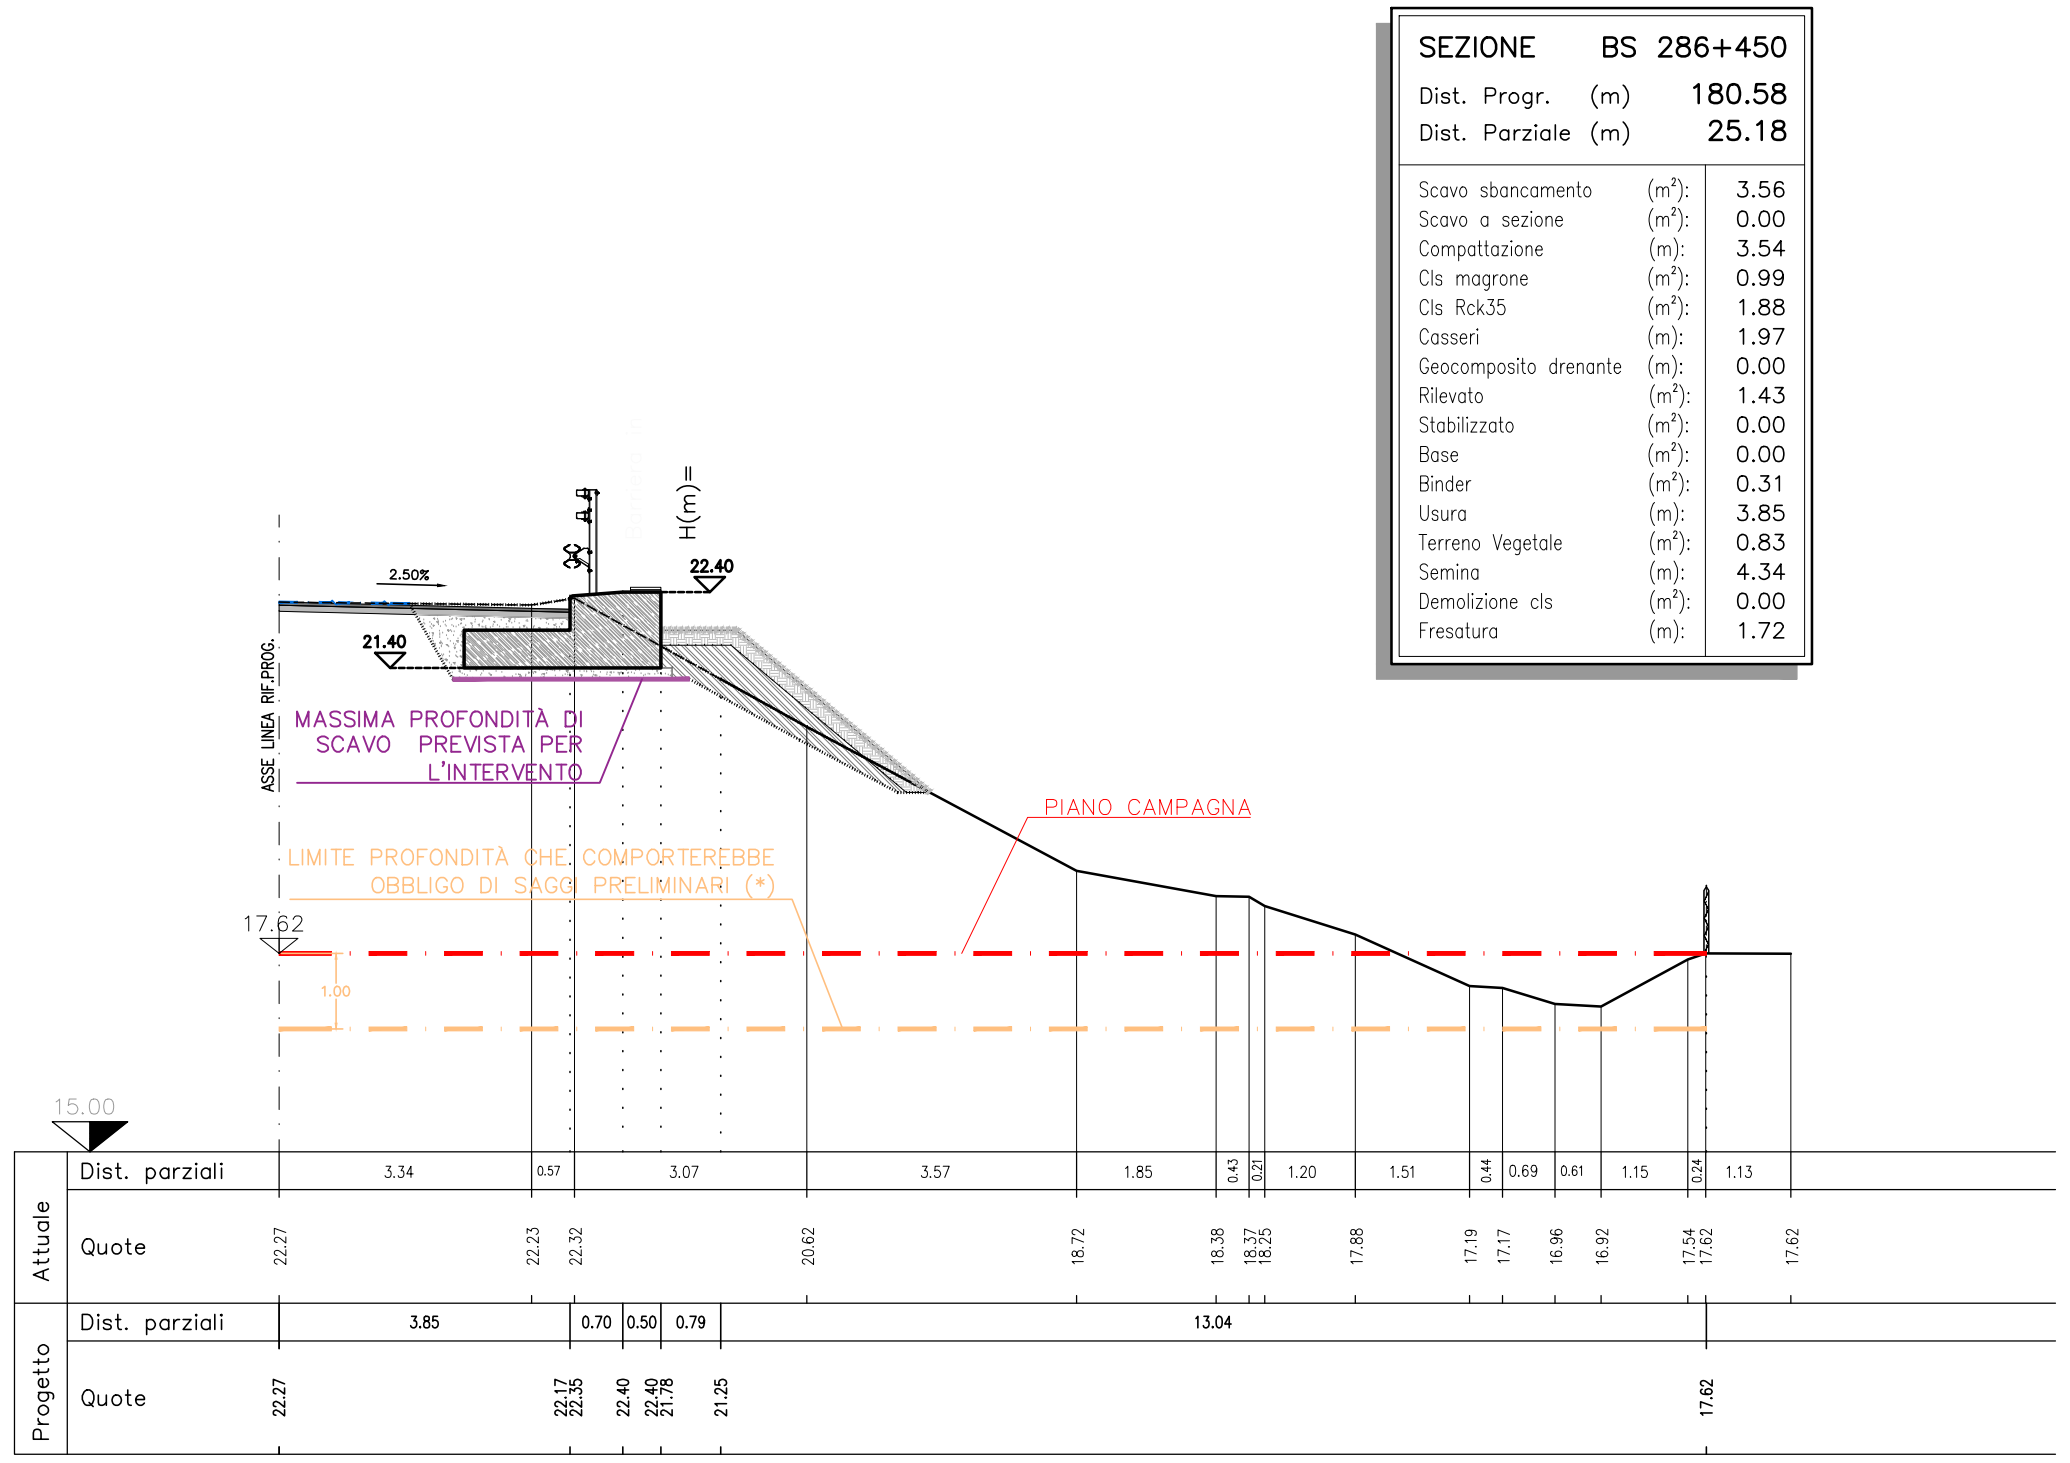 SEZIONE BS 286+450
Dist. Progr. (m) 180.58
Dist. Parziale (m) 25.18
Scavo sbancamento (m²): 3.56
Scavo a sezione (m²): 0.00
Compattazione (m): 3.54
Cls magrone (m²): 0.99
Cls Rck35 (m²): 1.88
Casseri (m): 1.97
Geocomposito drenante (m): 0.00
Rilevato (m²): 1.43
Stabilizzato (m²): 0.00
Base (m²): 0.00
Binder (m²): 0.31
Usura (m): 3.85
Terreno Vegetale (m²): 0.83
Semina (m): 4.34
Demolizione cls (m²): 0.00
Fresatura (m): 1.72
H(m)=
22.40
2.50%
21.40
ASSE LINEA RIF.PROG.
MASSIMA PROFONDITÀ DI
SCAVO PREVISTA PER
L'INTERVENTO
PIANO CAMPAGNA
LIMITE PROFONDITÀ CHE COMPORTEREBBE
OBBLIGO DI SAGGI PRELIMINARI (*)
17.62
1.00
15.00
Attuale
Dist. parziali 3.34 0.57 3.07 3.57 1.85 0.43 0.21 1.20 1.51 0.44 0.69 0.61 1.15 0.24 1.13
Quote 22.27 22.23 22.32 20.62 18.72 18.38 18.37 18.25 17.88 17.19 17.17 16.96 16.92 17.54 17.62 17.62
Progetto
Dist. parziali 3.85 0.70 0.50 0.79 13.04
Quote 22.27 22.17 22.35 22.40 22.40 21.78 21.25 17.62